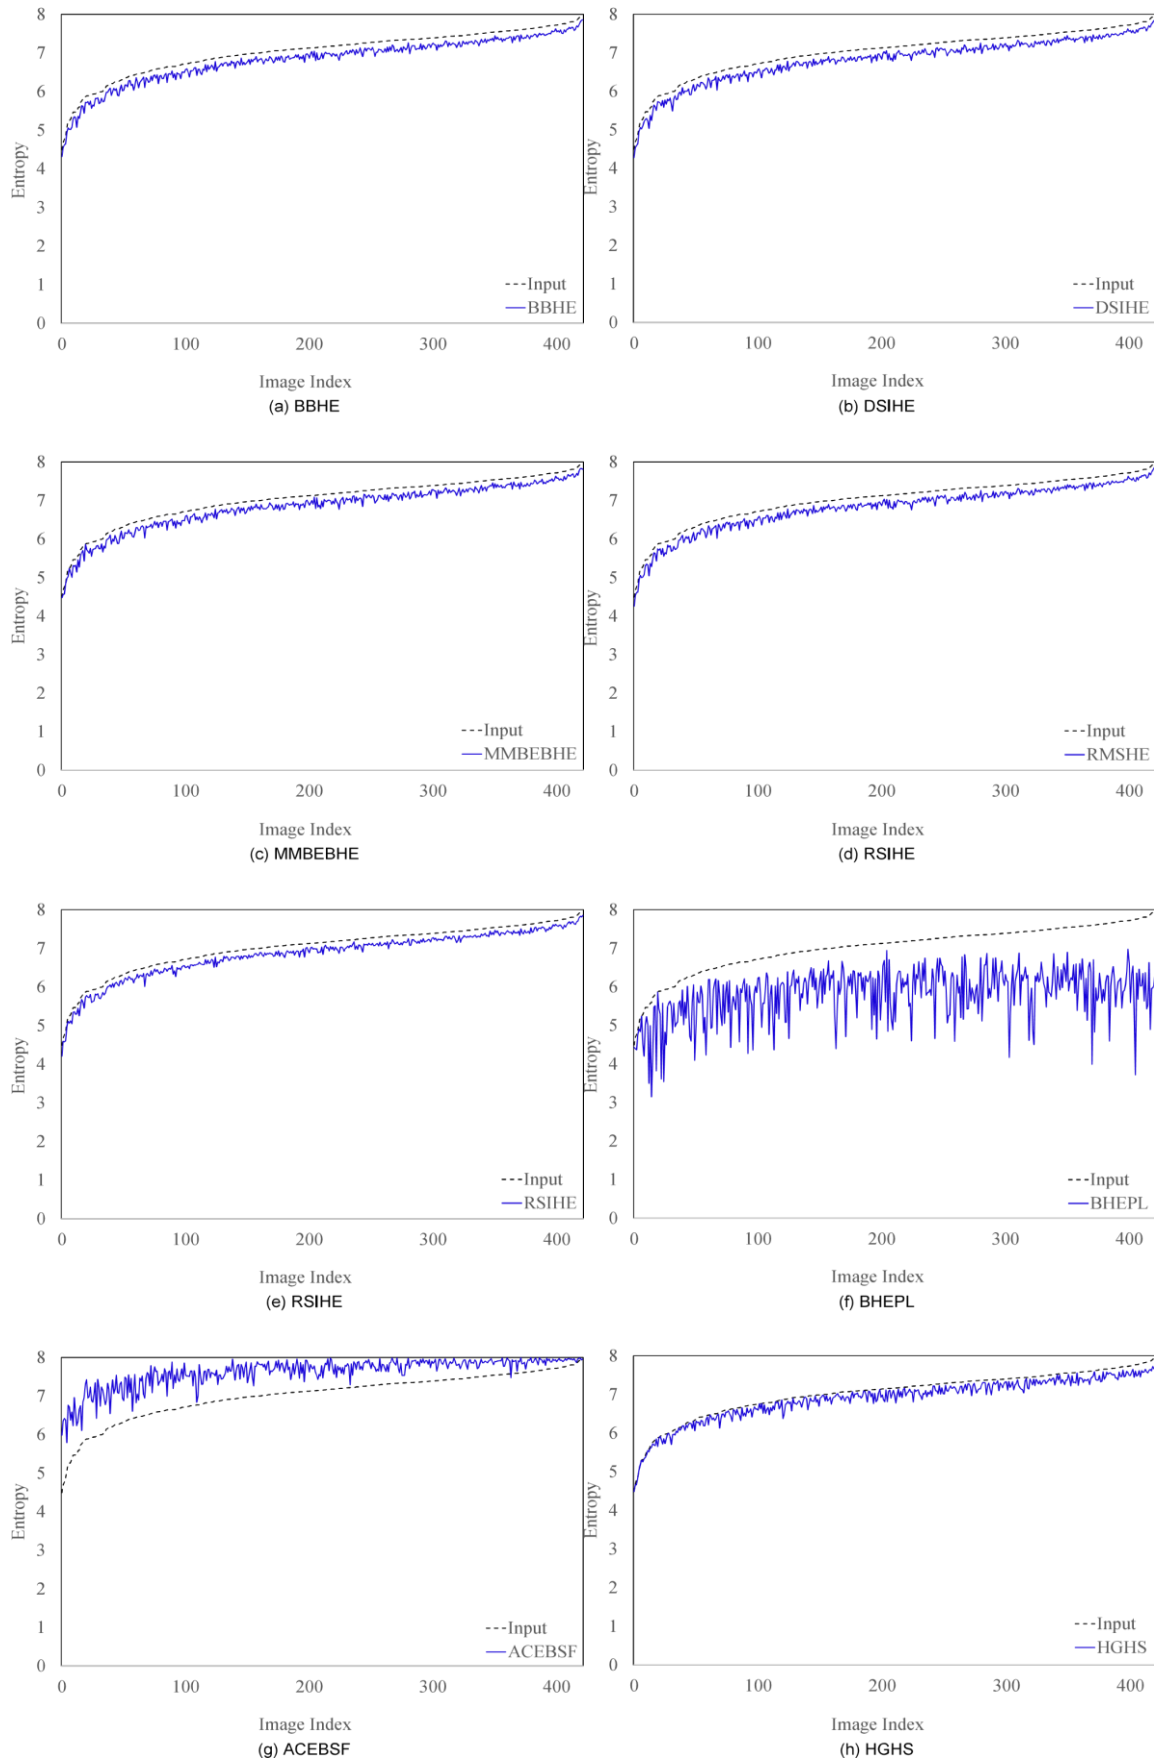 8
7
6
5
4
3
2
1
0
Entropy
Input
BBHE
0 100 200 300 400
Image Index
(a) BBHE
8
7
6
5
4
3
2
1
0
Entropy
Input
DSIHE
0 100 200 300 400
Image Index
(b) DSIHE
8
7
6
5
4
3
2
1
0
Entropy
Input
MMBEBHE
0 100 200 300 400
Image Index
(c) MMBEBHE
8
7
6
5
4
3
2
1
0
Entropy
Input
RMSHE
0 100 200 300 400
Image Index
(d) RSIHE
8
7
6
5
4
3
2
1
0
Entropy
Input
RSIHE
0 100 200 300 400
Image Index
(e) RSIHE
8
7
6
5
4
3
2
1
0
Entropy
Input
BHEPL
0 100 200 300 400
Image Index
(f) BHEPL
8
7
6
5
4
3
2
1
0
Entropy
Input
ACEBSF
0 100 200 300 400
Image Index
(g) ACEBSF
8
7
6
5
4
3
2
1
0
Entropy
Input
HGHS
0 100 200 300 400
Image Index
(h) HGHS